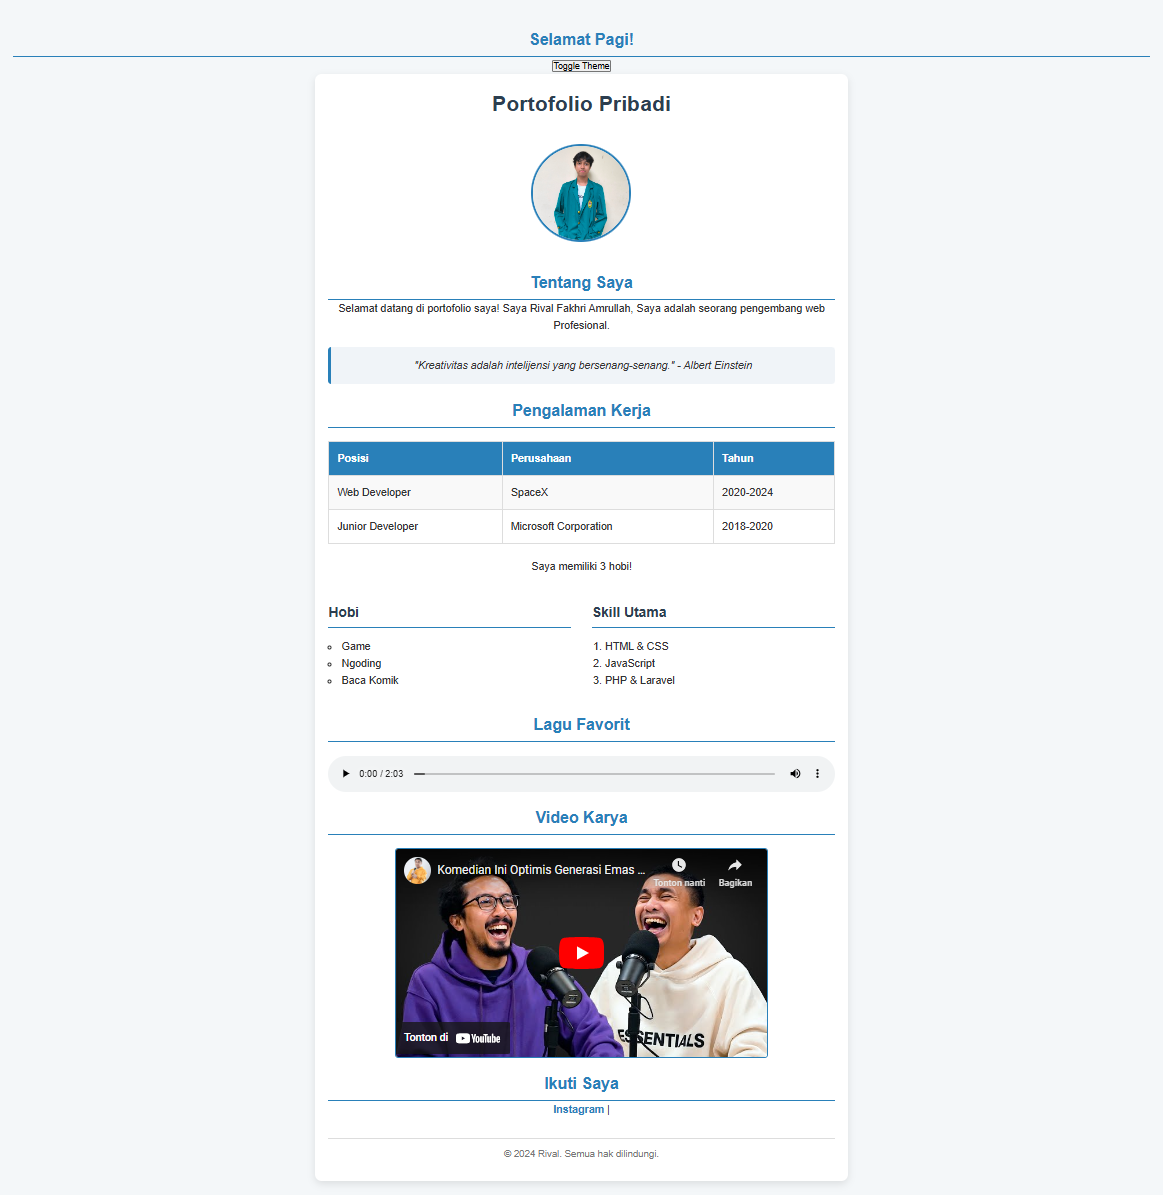 Selamat Pagi!
Toggle Theme
Portofolio Pribadi
Tentang Saya
Selamat datang di portofolio saya! Saya Rival Fakhri Amrullah, Saya adalah seorang pengembang web
Profesional.
"Kreativitas adalah intelijensi yang bersenang-senang." - Albert Einstein
Pengalaman Kerja
Posisi Perusahaan Tahun
Web Developer SpaceX 2020-2024
Junior Developer Microsoft Corporation 2018-2020
Saya memiliki 3 hobi!
Hobi
Game
Ngoding
Baca Komik
Skill Utama
1. HTML & CSS
2. JavaScript
3. PHP & Laravel
Lagu Favorit
0:00 / 2:03
Video Karya
Komedian Ini Optimis Generasi Emas ...
Tonton nanti
Bagikan
ESSENTIALS
Tonton di YouTube
Ikuti Saya
Instagram |
© 2024 Rival. Semua hak dilindungi.